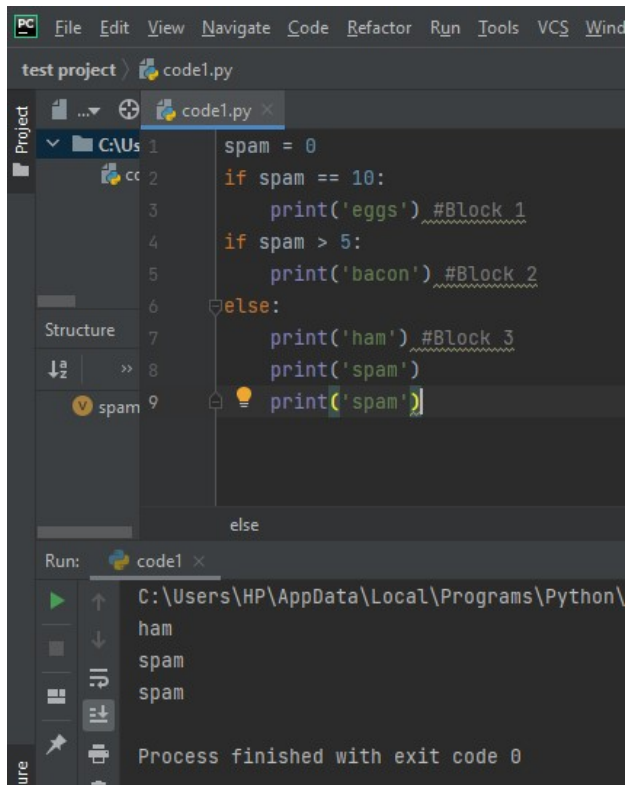 PC File Edit View Navigate Code Refactor Run Tools VCS Wind
test project code1.py
Project
... code1.py
C:\Us
cc
1 spam = 0
2 if spam == 10:
3 print('eggs') #Block 1
4 if spam > 5:
5 print('bacon') #Block 2
6 else:
7 print('ham') #Block 3
8 print('spam')
9 print('spam')
Structure
az »
V spam
else
Run: code1
C:\Users\HP\AppData\Local\Programs\Python\
ham
spam
spam
Process finished with exit code 0
ure